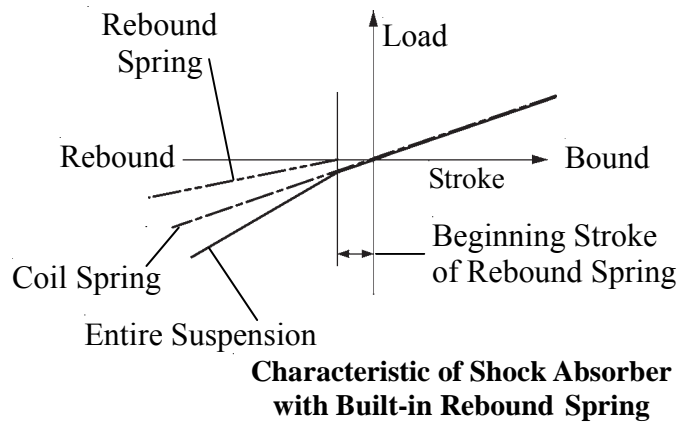 Rebound
Spring
Load
Rebound
Bound
Stroke
Beginning Stroke
of Rebound Spring
Coil Spring
Entire Suspension
Characteristic of Shock Absorber
with Built-in Rebound Spring